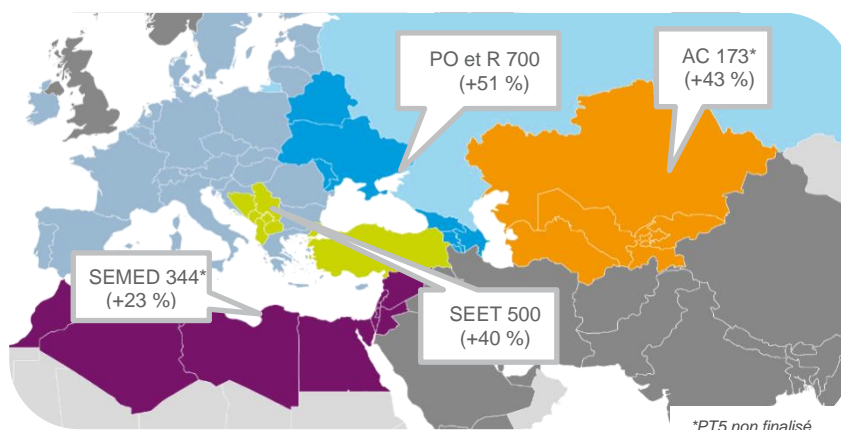 PO et R 700
(+51 %)
AC 173*
(+43 %)
SEMED 344*
(+23 %)
SEET 500
(+40 %)
*PT5 non finalisé